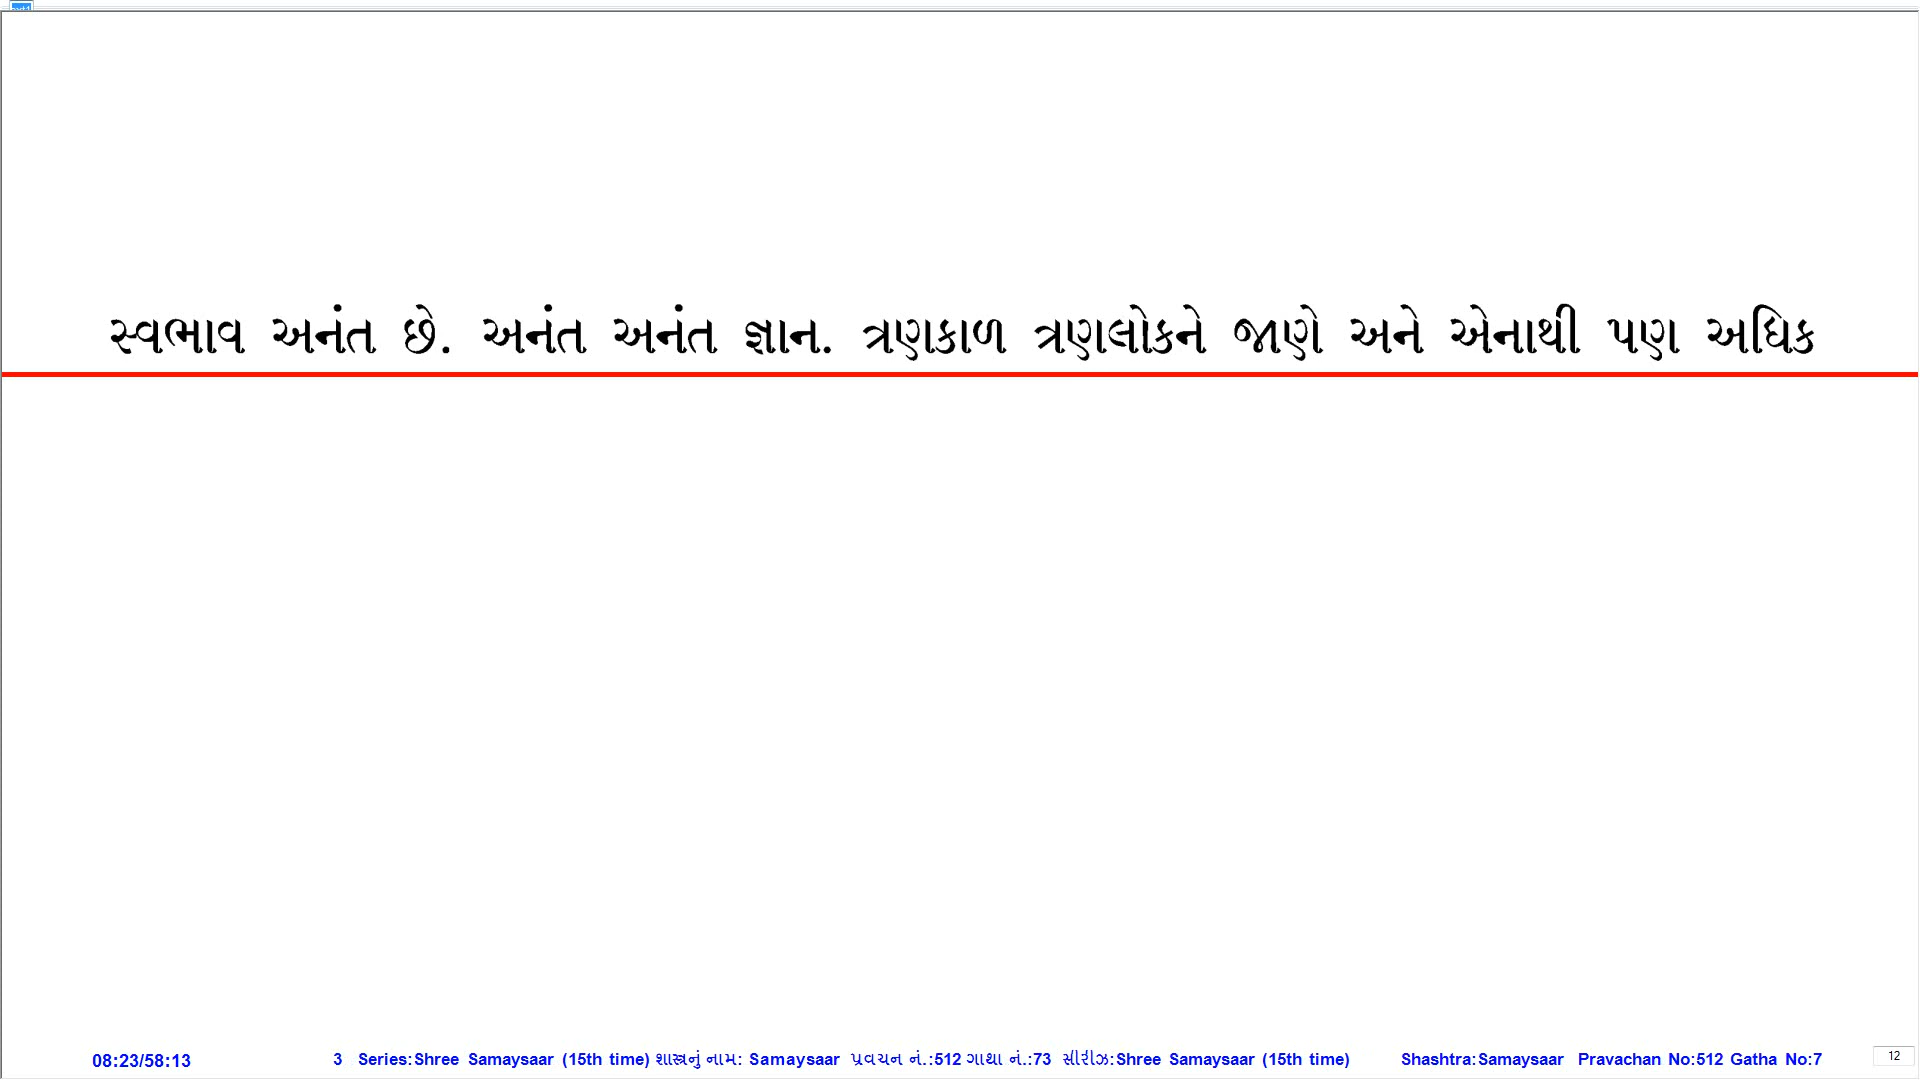 સ્વભાવ અનંત છે. અનંત અનંત જ્ઞાન. ત્રણકાળ ત્રણલોકને જાણે અને એનાથી પણ અધિક
08:23/58:13 3 Series:Shree Samaysaar (15th time) શાસ્ત્રનું નામ: Samaysaar પ્રવચન નં.:512 ગાથા નં.:73 સીરીઝ:Shree Samaysaar (15th time) Shashtra:Samaysaar Pravachan No:512 Gatha No:7 12